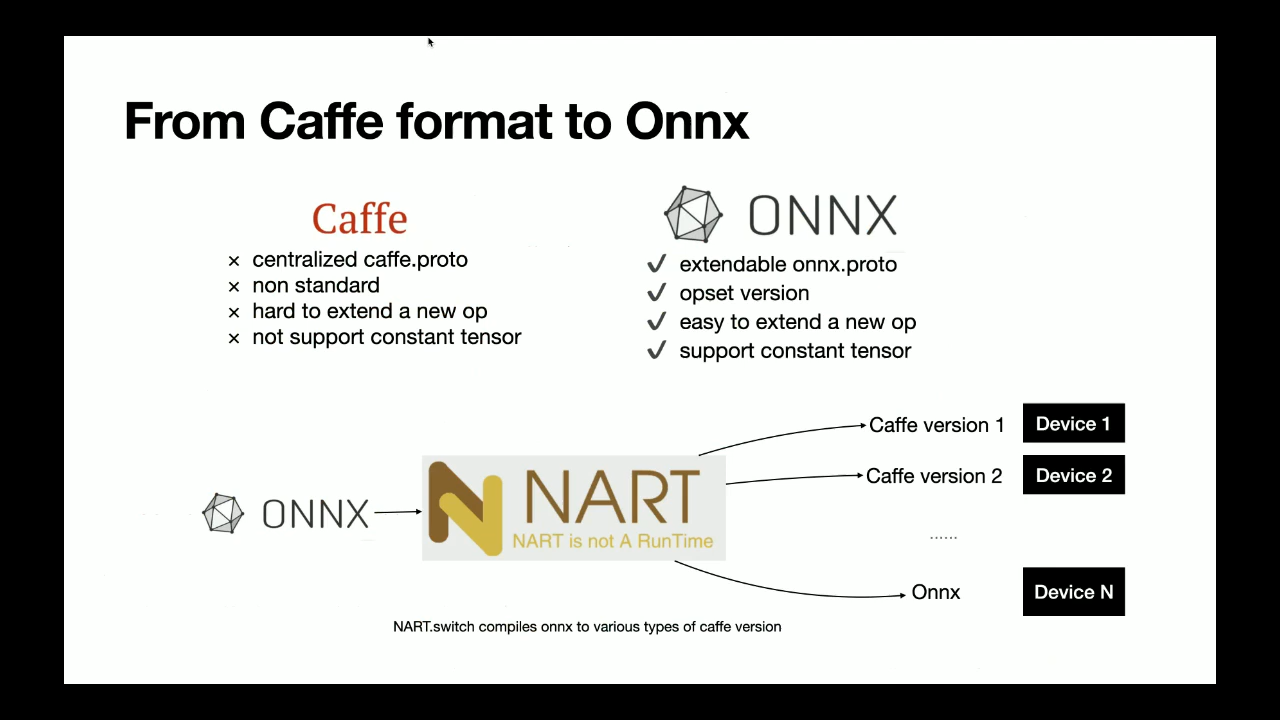 From Caffe format to Onnx
Caffe
× centralized caffe.proto
× non standard
× hard to extend a new op
× not support constant tensor
ONNX
✓ extendable onnx.proto
✓ opset version
✓ easy to extend a new op
✓ support constant tensor
ONNX
NART
NART is not A RunTime
Caffe version 1
Device 1
Caffe version 2
Device 2
......
Onnx
Device N
NART.switch compiles onnx to various types of caffe version